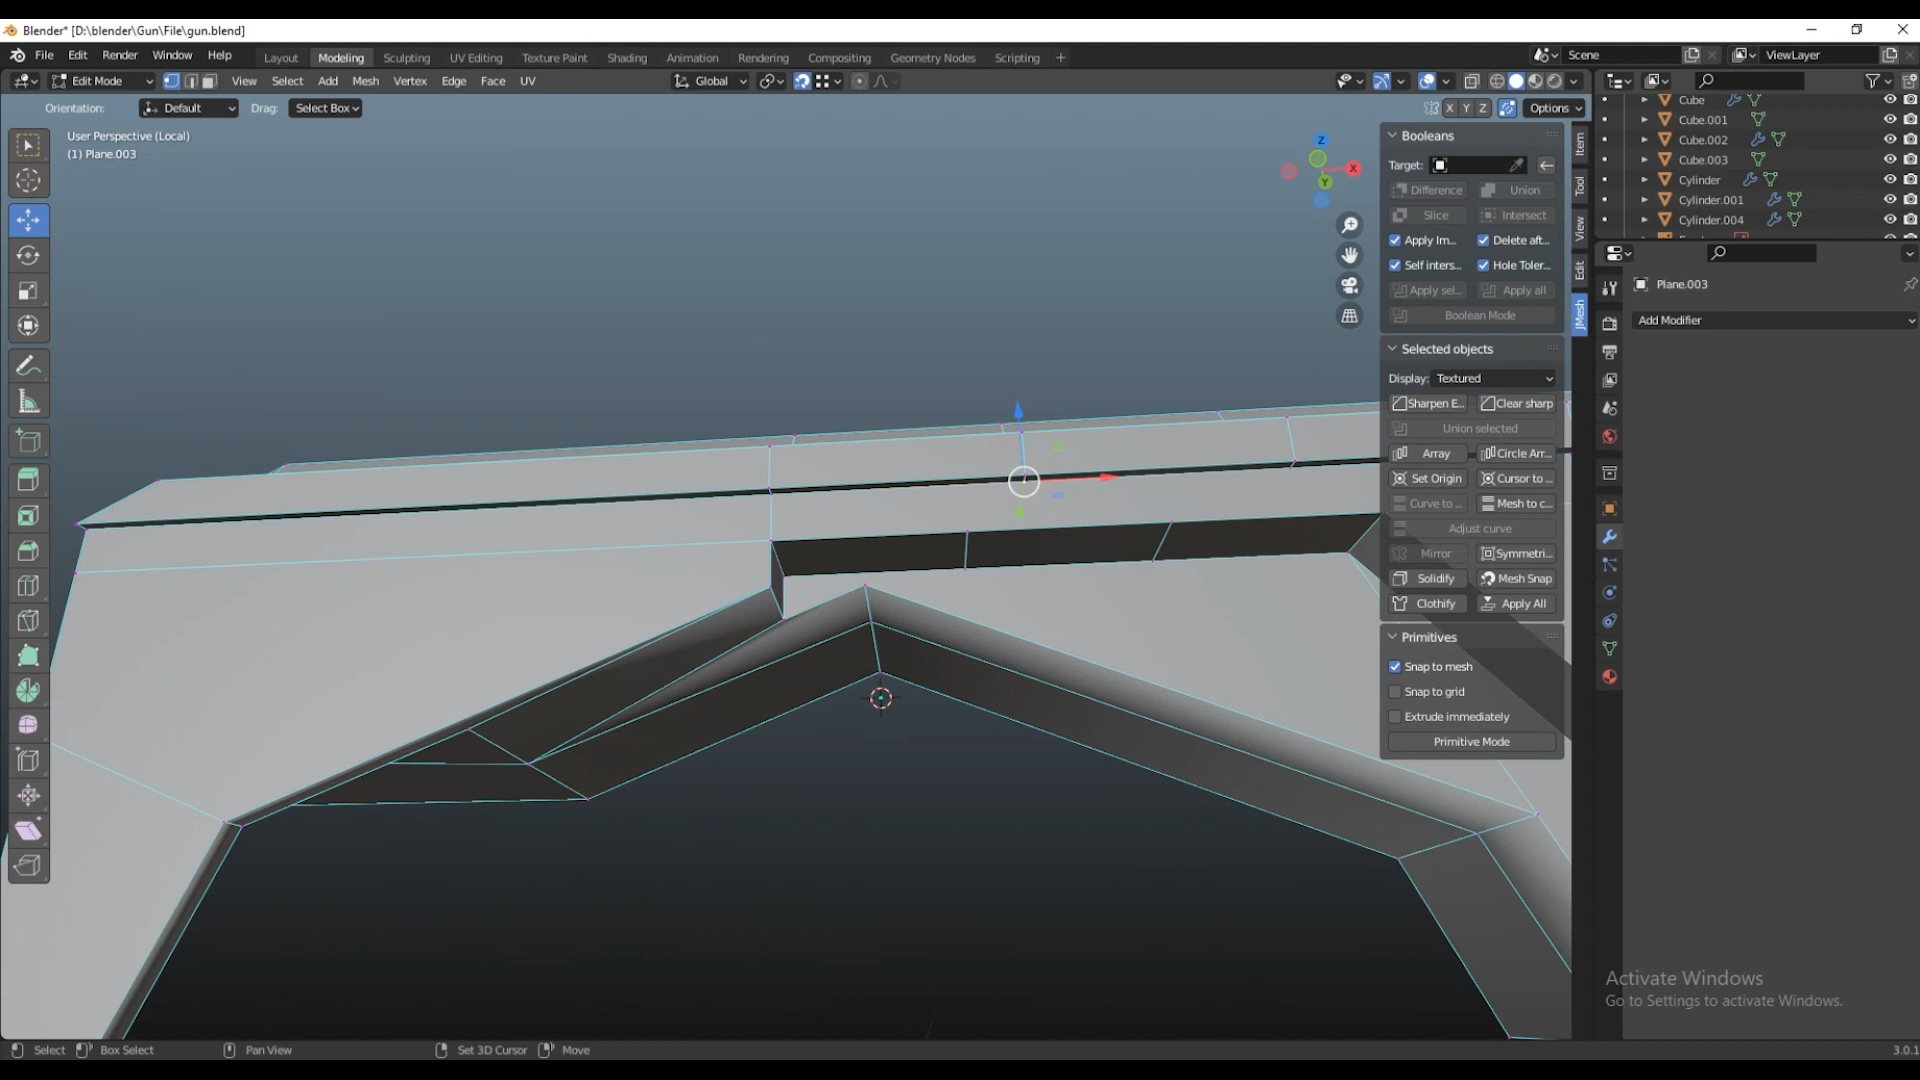 Blender* [D:\blender\Gun\File\gun.blend]
File Edit Render Window Help
Layout Modeling Sculpting UV Editing Texture Paint Shading Animation Rendering Compositing Geometry Nodes Scripting +
Scene
ViewLayer
Edit Mode
View Select Add Mesh Vertex Edge Face UV
Global
Orientation: Default Drag: Select Box
X Y Z Options
User Perspective (Local)
(1) Plane.003
Z
X
Y
Booleans
Target:
Difference Union
Slice Intersect
Apply Im... Delete aft...
Self inters... Hole Toler...
Apply sel... Apply all
Boolean Mode
Selected objects
Display: Textured
Sharpen E... Clear sharp
Union selected
Array Circle Arr...
Set Origin Cursor to ...
Curve to ... Mesh to c...
Adjust curve
Mirror Symmetri...
Solidify Mesh Snap
Clothify Apply All
Primitives
Snap to mesh
Snap to grid
Extrude immediately
Primitive Mode
Item
Tool
View
Edit
JMesh
Cube
Cube.001
Cube.002
Cube.003
Cylinder
Cylinder.001
Cylinder.004
Plane.003
Add Modifier
Activate Windows
Go to Settings to activate Windows.
Select Box Select Pan View Set 3D Cursor Move
3.0.1